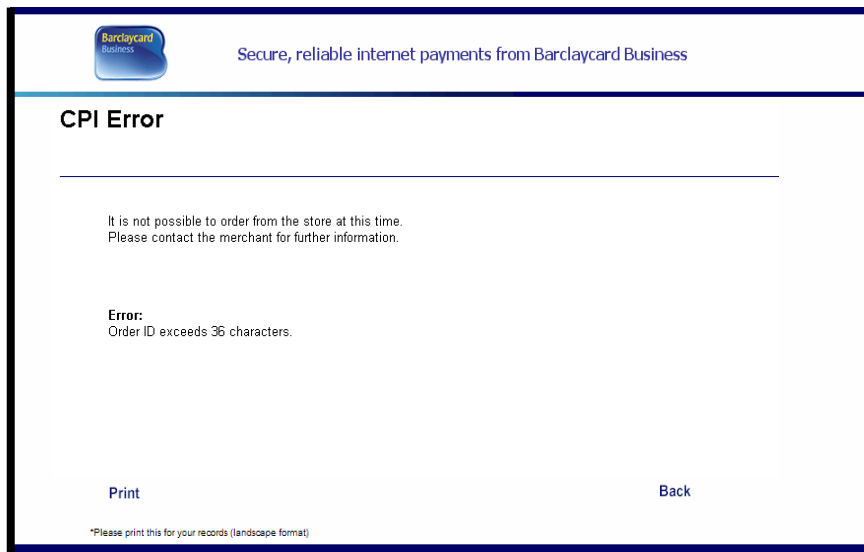 Barclaycard
Business
Secure, reliable internet payments from Barclaycard Business
CPI Error
It is not possible to order from the store at this time.
Please contact the merchant for further information.
Error:
Order ID exceeds 36 characters.
Print
Back
*Please print this for your records (landscape format)